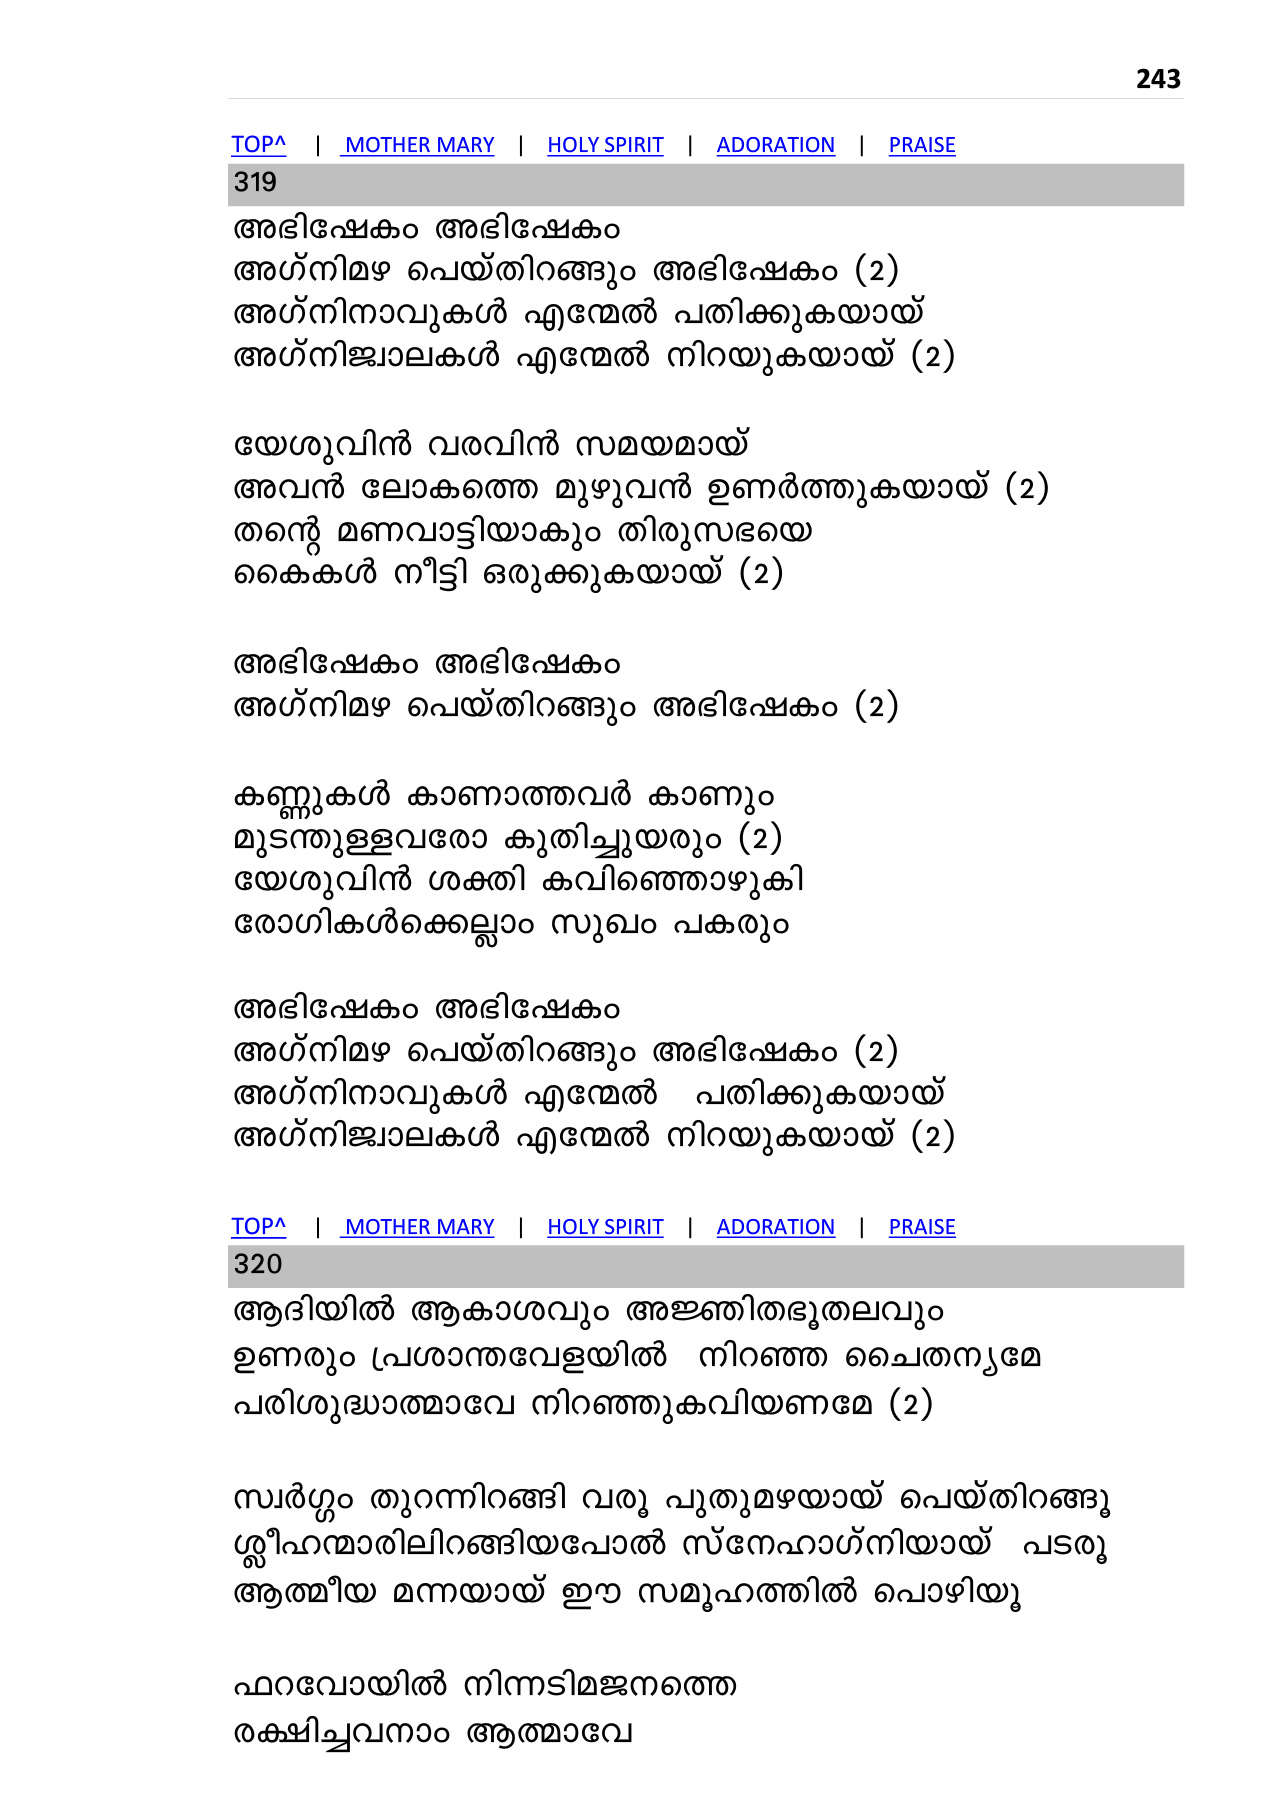 243
TOP^ | MOTHER MARY | HOLY SPIRIT | ADORATION | PRAISE
319
അഭിഷേകം അഭിഷേകം
അഗ്നിമഴ പെയ്തിറങ്ങും അഭിഷേകം (2)
അഗ്നിനാവുകൾ എന്മേൽ പതിക്കുകയായ്
അഗ്നിജ്വാലകൾ എന്മേൽ നിറയുകയായ് (2)
യേശുവിൻ വരവിൻ സമയമായ്
അവൻ ലോകത്തെ മുഴുവൻ ഉണർത്തുകയായ് (2)
തന്റെ മണവാട്ടിയാകും തിരുസഭയെ
കൈകൾ നീട്ടി ഒരുക്കുകയായ് (2)
അഭിഷേകം അഭിഷേകം
അഗ്നിമഴ പെയ്തിറങ്ങും അഭിഷേകം (2)
കണ്ണുകൾ കാണാത്തവർ കാണും
മുടന്തുള്ളവരോ കുതിച്ചുയരും (2)
യേശുവിൻ ശക്തി കവിഞ്ഞൊഴുകി
രോഗികൾക്കെല്ലാം സുഖം പകരും
അഭിഷേകം അഭിഷേകം
അഗ്നിമഴ പെയ്തിറങ്ങും അഭിഷേകം (2)
അഗ്നിനാവുകൾ എന്മേൽ പതിക്കുകയായ്
അഗ്നിജ്വാലകൾ എന്മേൽ നിറയുകയായ് (2)
TOP^ | MOTHER MARY | HOLY SPIRIT | ADORATION | PRAISE
320
ആദിയിൽ ആകാശവും അജ്ഞിതഭൂതലവും
ഉണരും പ്രശാന്തവേളയിൽ നിറഞ്ഞ ചൈതന്യമേ
പരിശുദ്ധാത്മാവേ നിറഞ്ഞുകവിയണമേ (2)
സ്വർഗ്ഗം തുറന്നിറങ്ങി വരൂ പുതുമഴയായ് പെയ്തിറങ്ങൂ
ശ്ലീഹന്മാരിലിറങ്ങിയപോൽ സ്നേഹാഗ്നിയായ് പടരൂ
ആത്മീയ മന്നയായ് ഈ സമൂഹത്തിൽ പൊഴിയൂ
ഫറവോയിൽ നിന്നടിമജനത്തെ
രക്ഷിച്ചവനാം ആത്മാവേ